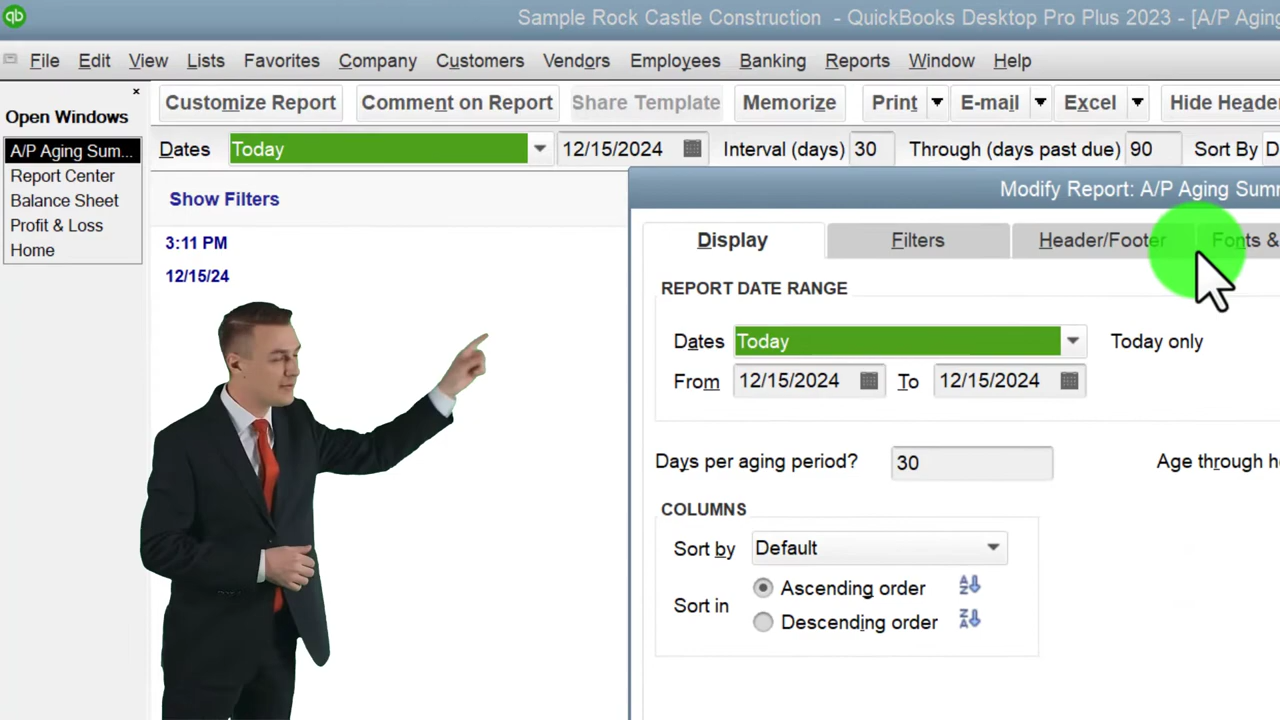 qb
Sample Rock Castle Construction - QuickBooks Desktop Pro Plus 2023 - [A/P Aging
File Edit View Lists Favorites Company Customers Vendors Employees Banking Reports Window Help
Customize Report Comment on Report Share Template Memorize Print E-mail Excel Hide Header
Open Windows
A/P Aging Sum...
Report Center
Balance Sheet
Profit & Loss
Home
Dates Today 12/15/2024 Interval (days) 30 Through (days past due) 90 Sort By D
Show Filters
3:11 PM
12/15/24
Modify Report: A/P Aging Summ
Display Filters Header/Footer Fonts &
REPORT DATE RANGE
Dates Today Today only
From 12/15/2024 To 12/15/2024
Days per aging period? 30 Age through h
COLUMNS
Sort by Default
Sort in
Ascending order
Descending order